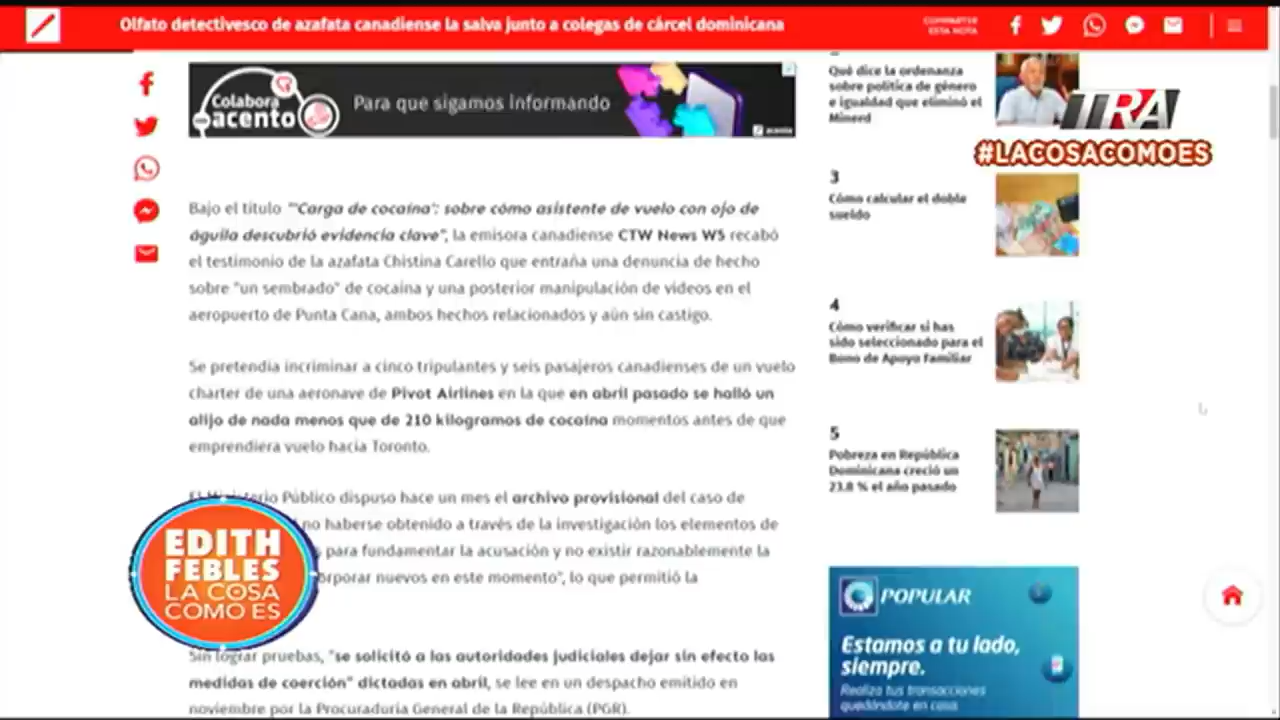 Olfato detectivesco de azafata canadiense la salva junto a colegas de cárcel dominicana
COMPARTIR
ESTA NOTA
Colabora
acento
Para que sigamos informando
acento
Bajo el título "'Carga de cocaína': sobre cómo asistente de vuelo con ojo de
águila descubrió evidencia clave", la emisora canadiense CTW News W5 recabó
el testimonio de la azafata Chistina Carello que entraña una denuncia de hecho
sobre "un sembrado" de cocaína y una posterior manipulación de videos en el
aeropuerto de Punta Cana, ambos hechos relacionados y aún sin castigo.
Se pretendía incriminar a cinco tripulantes y seis pasajeros canadienses de un vuelo
charter de una aeronave de Pivot Airlines en la que en abril pasado se halló un
alijo de nada menos que de 210 kilogramos de cocaína momentos antes de que
emprendiera vuelo hacia Toronto.
El Público dispuso hace un mes el archivo provisional del caso de
no haberse obtenido a través de la investigación los elementos de
para fundamentar la acusación y no existir razonablemente la
orporar nuevos en este momento", lo que permitió la
Sin lograr pruebas, "se solicitó a las autoridades judiciales dejar sin efecto las
medidas de coerción" dictadas en abril, se lee en un despacho emitido en
noviembre por la Procuraduría General de la República (PGR).
EDITH
FEBLES
LA COSA
COMO ES
Qué dice la ordenanza
sobre política de género
e igualdad que eliminó el
Minerd
TRA
#LACOSACOMOES
3
Cómo calcular el doble
sueldo
4
Cómo verificar si has
sido seleccionado para el
Bono de Apoyo Familiar
5
Pobreza en República
Dominicana creció un
23.8 % el año pasado
POPULAR
Estamos a tu lado,
siempre.
Realiza tus transacciones
quedándote en casa